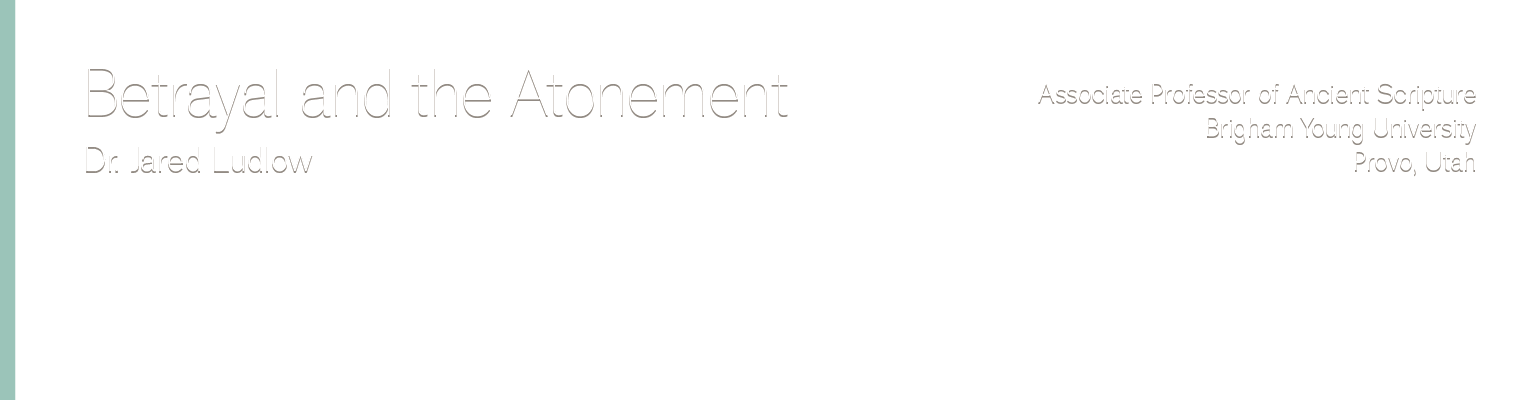 Betrayal and the Atonement
Dr. Jared Ludlow
Associate Professor of Ancient Scripture
Brigham Young University
Provo, Utah